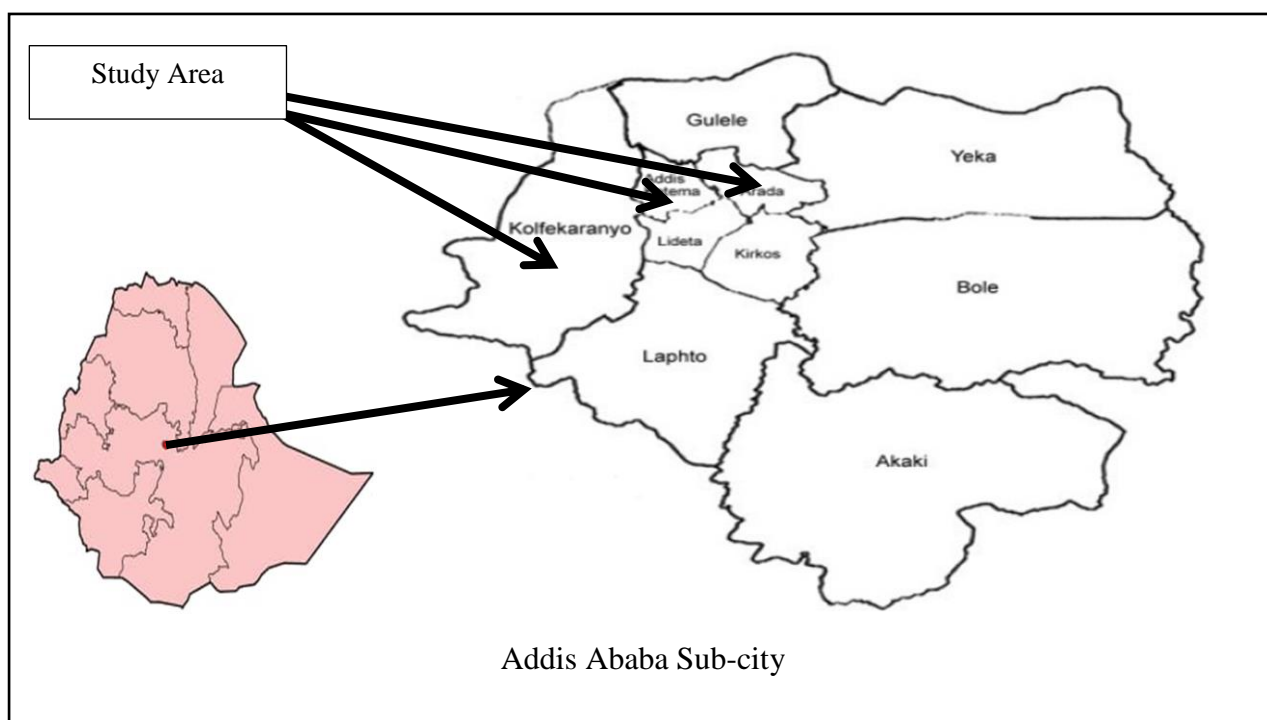 Study Area
Gulele
Yeka
Addis
Kolfekaranyo
Lideta
Kirkos
Bole
Laphto
Akaki
Addis Ababa Sub-city